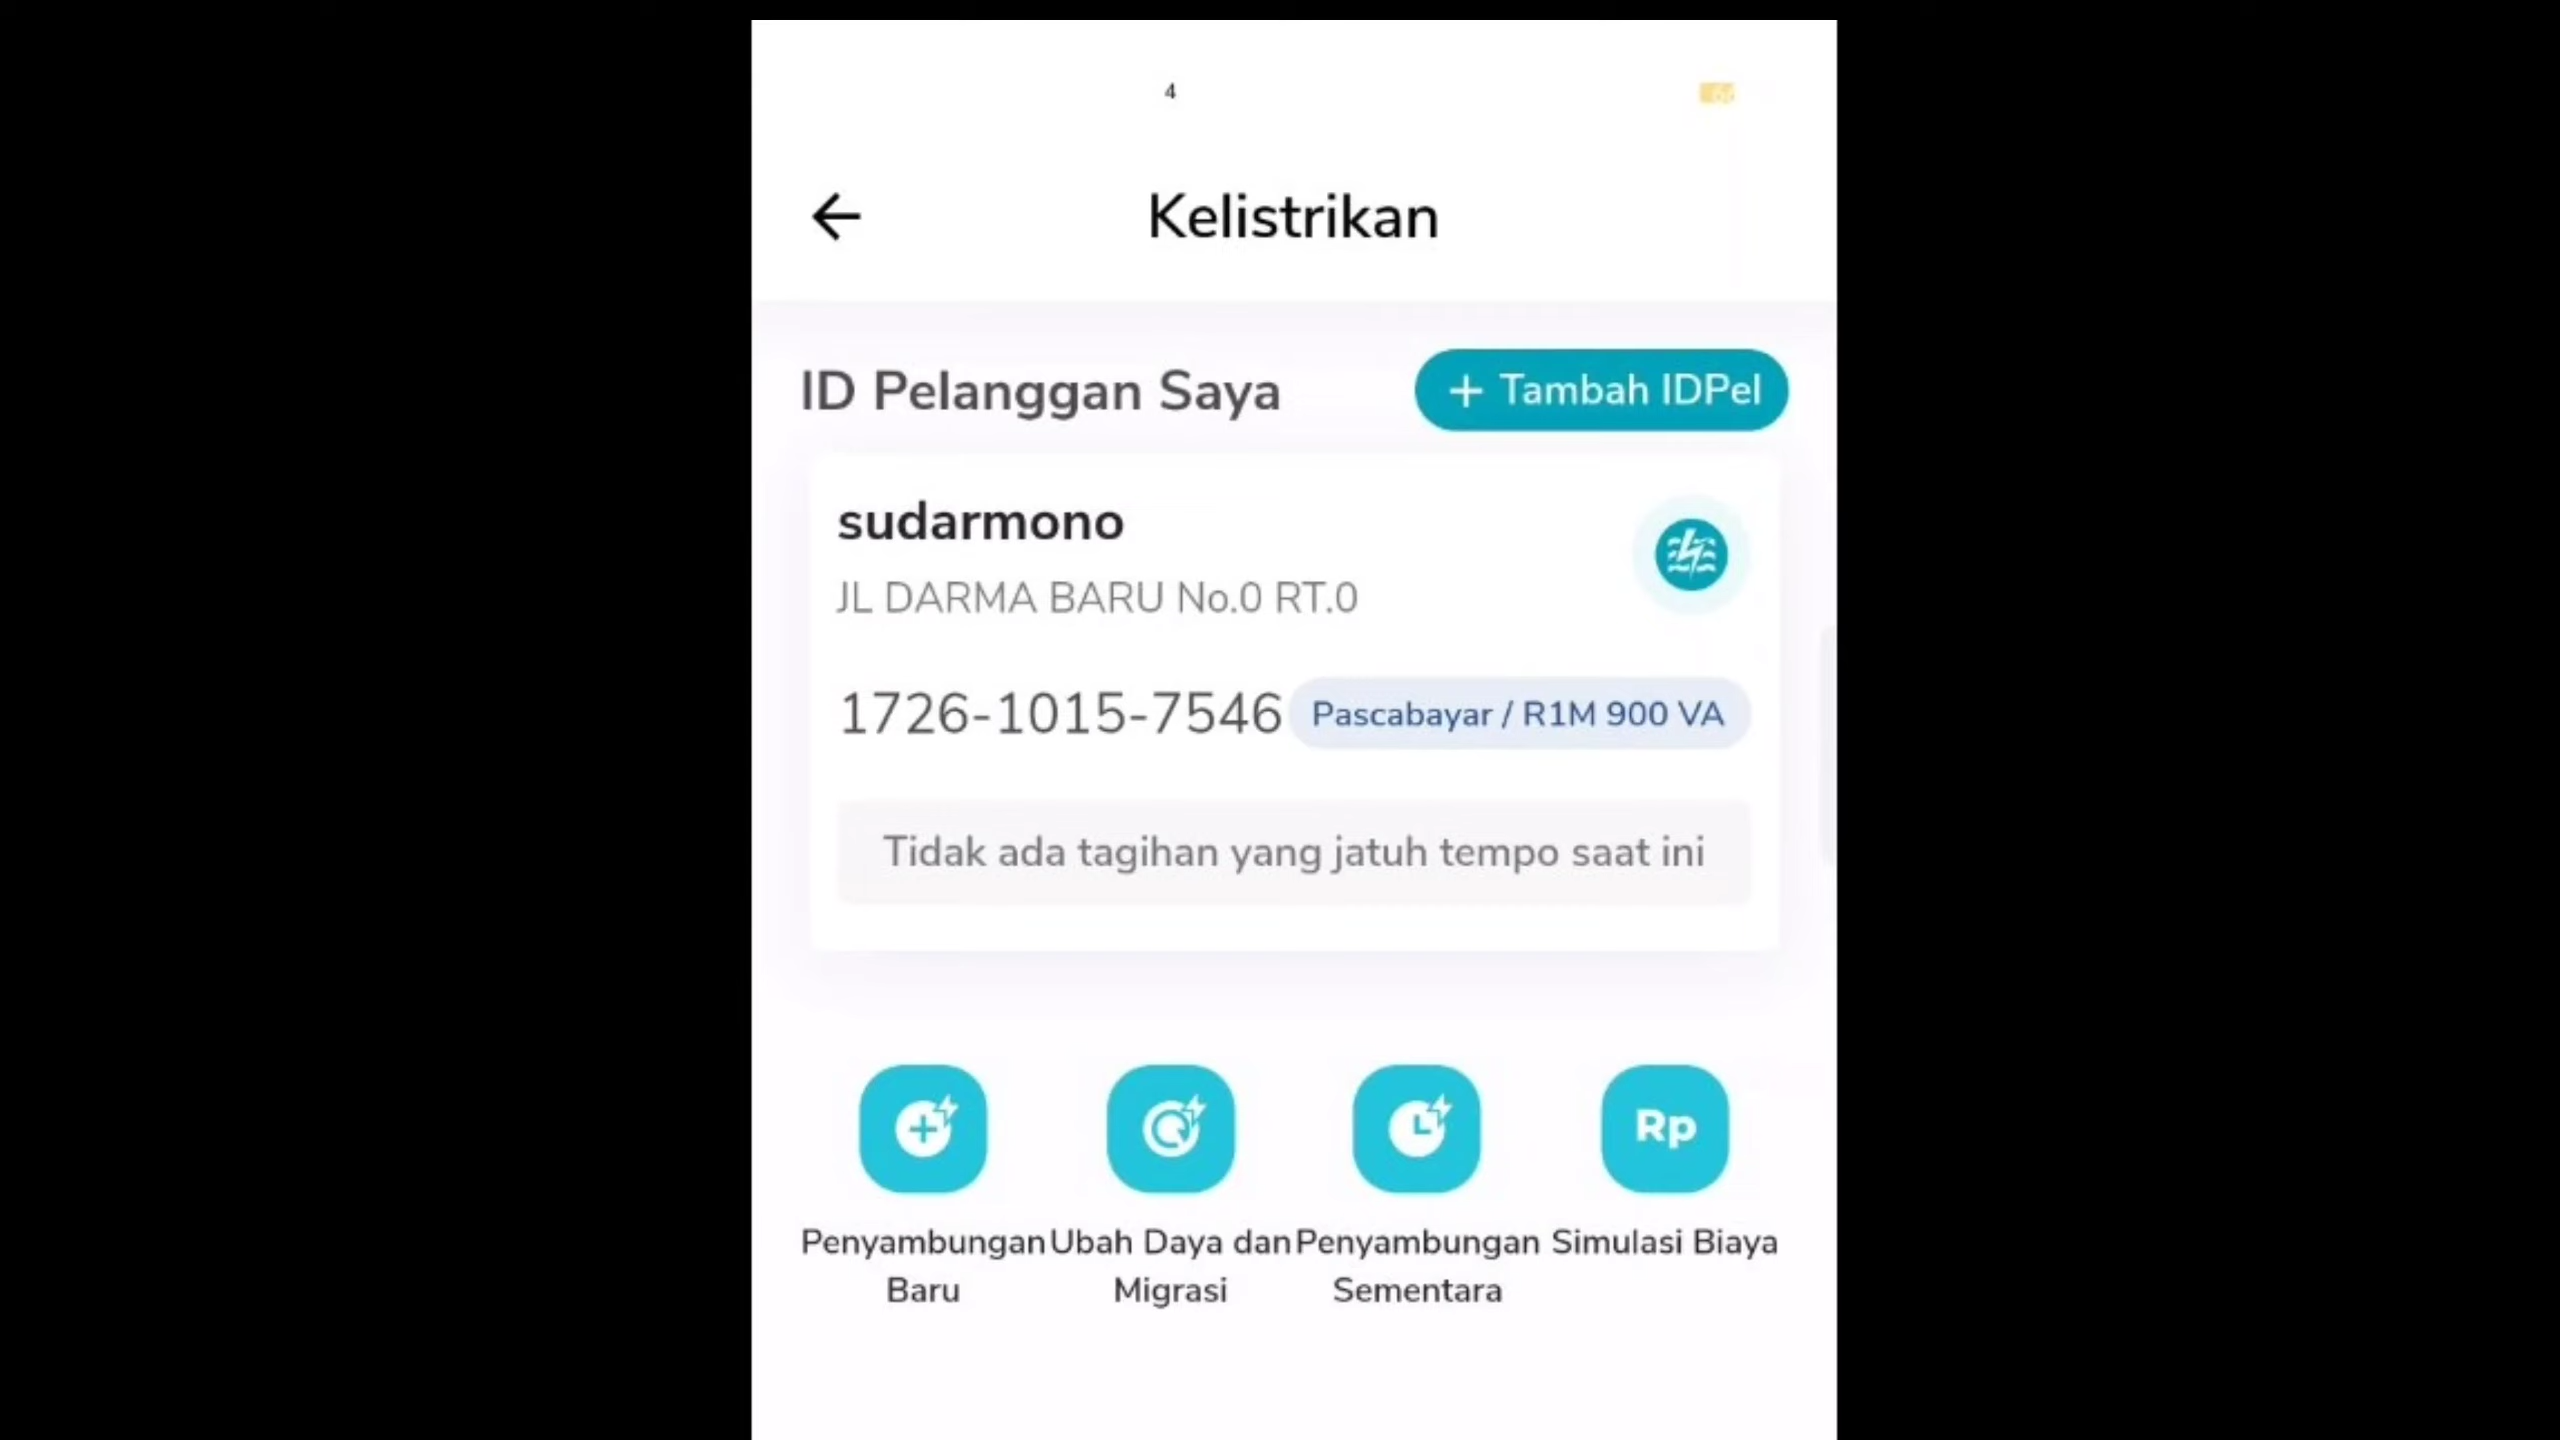 4
Kelistrikan
ID Pelanggan Saya
+ Tambah IDPel
sudarmono
JL DARMA BARU No.0 RT.0
1726-1015-7546
Pascabayar / R1M 900 VA
Tidak ada tagihan yang jatuh tempo saat ini
Rp
Penyambungan
Baru
Ubah Daya dan
Migrasi
Penyambungan
Sementara
Simulasi Biaya